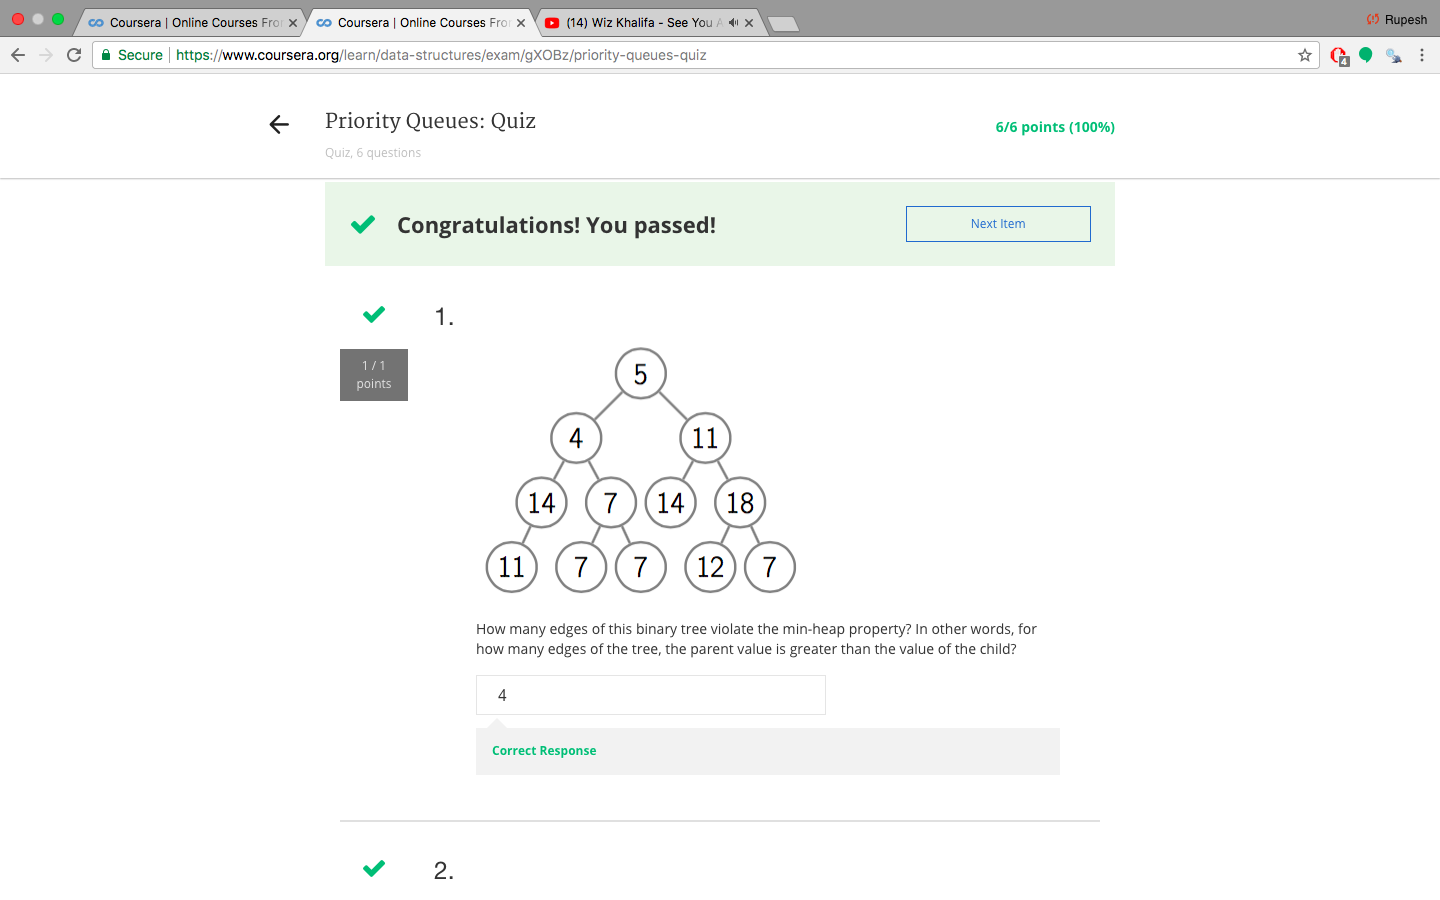 Coursera | Online Courses Fro
Coursera | Online Courses Fro
(14) Wiz Khalifa - See You A
Rupesh
Secure
https://www.coursera.org/learn/data-structures/exam/gXOBz/priority-queues-quiz
4
Priority Queues: Quiz
6/6 points (100%)
Quiz, 6 questions
Congratulations! You passed!
Next Item
1.
1 / 1
points
5
4 11
14 7 14 18
11 7 7 12 7
How many edges of this binary tree violate the min-heap property? In other words, for
how many edges of the tree, the parent value is greater than the value of the child?
4
Correct Response
2.